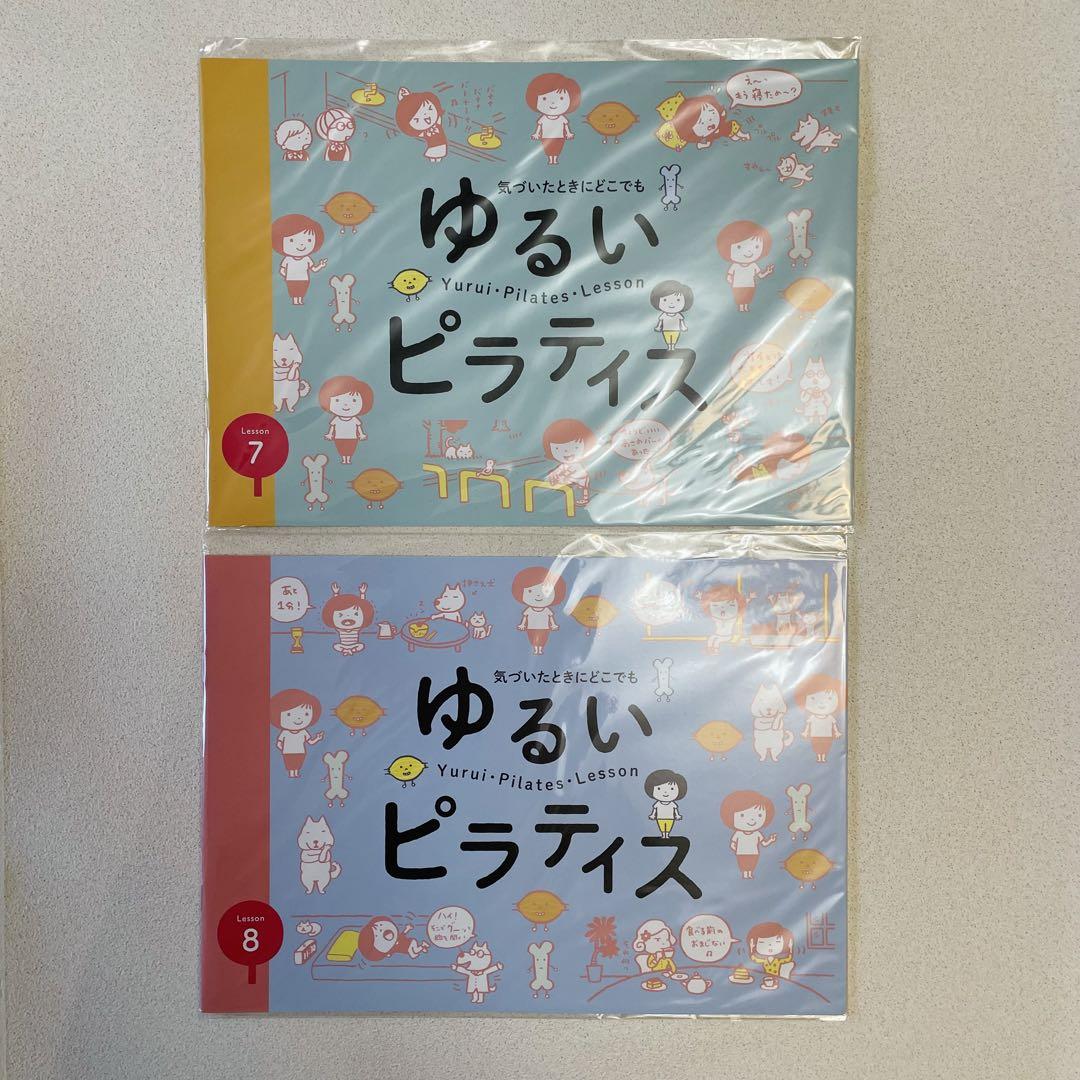 え〜、
もう寝ため〜？
気づいたときにどこでも
ゆるい
Yurui・Pilates・Lesson
ピラティス
Lesson
7
あと
1分！
気づいたときにどこでも
ゆるい
Yurui・Pilates・Lesson
ピラティス
Lesson
8
ハイ！
食べる前の
おまじない